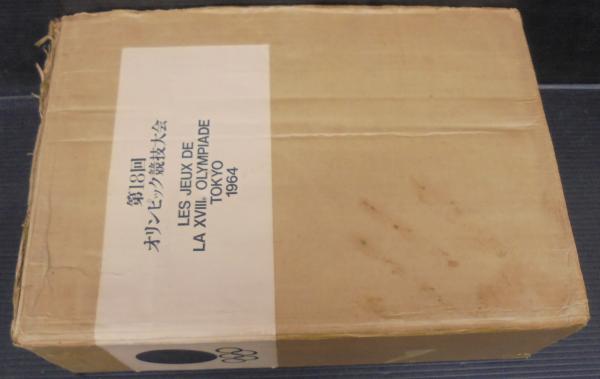 第18回
オリンピック競技大会
LES JEUX DE
LA XVIIIe OLYMPIADE
TOKYO
1964